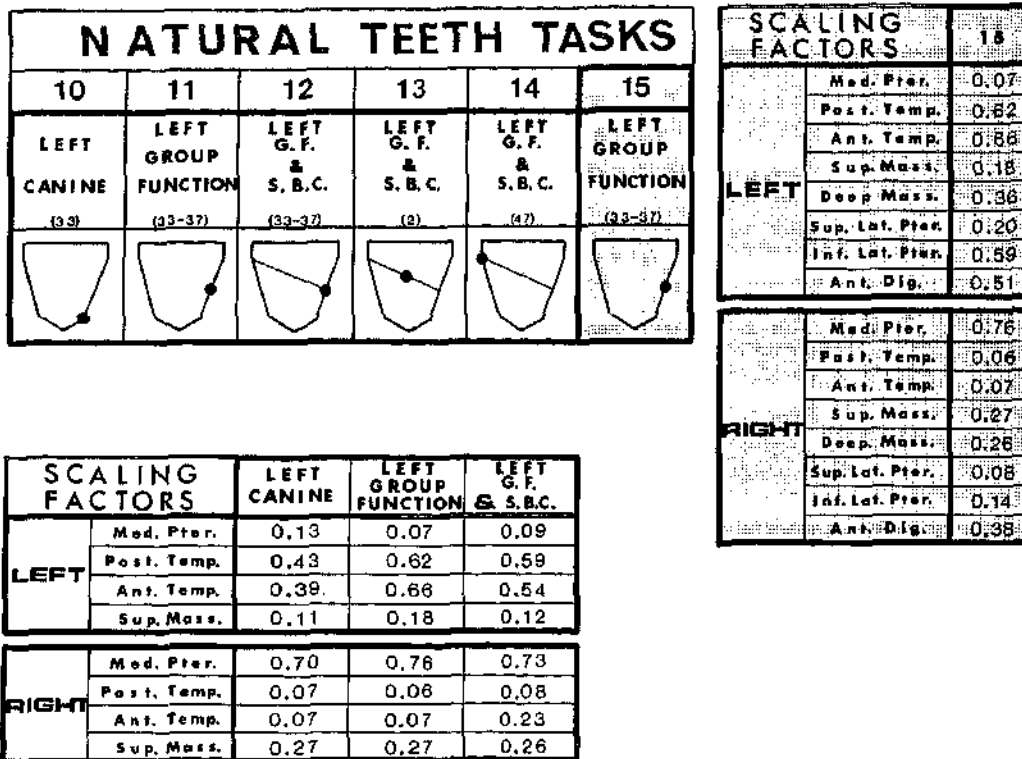 NATURAL TEETH TASKS
10 11 12 13 14 15
LEFT CANINE (33)
LEFT GROUP FUNCTION (33-37)
LEFT G. F. & S. B. C. (33-37)
LEFT G. F. & S. B. C. (2)
LEFT G. F. & S. B. C. (47)
LEFT GROUP FUNCTION (33-37)
SCALING FACTORS 15
LEFT
Med. Pter. 0.07
Post. Temp. 0.62
Ant. Temp. 0.66
Sup. Mass. 0.18
Deep Mass. 0.36
Sup. Lat. Pter. 0.20
Inf. Lat. Pter. 0.59
Ant. Dig. 0.51
RIGHT
Med. Pter. 0.76
Post. Temp. 0.06
Ant. Temp. 0.07
Sup. Mass. 0.27
Deep. Mass. 0.26
Sup. Lat. Pter. 0.08
Inf. Lat. Pter. 0.14
Ant. Dig. 0.38
SCALING FACTORS LEFT CANINE LEFT GROUP FUNCTION LEFT G. F. & S. B.C.
LEFT
Med. Pter. 0.13 0.07 0.09
Post. Temp. 0.43 0.62 0.59
Ant. Temp. 0.39 0.66 0.54
Sup. Mass. 0.11 0.18 0.12
RIGHT
Med. Pter. 0.70 0.76 0.73
Post. Temp. 0.07 0.06 0.08
Ant. Temp. 0.07 0.07 0.23
Sup. Mass. 0.27 0.27 0.26